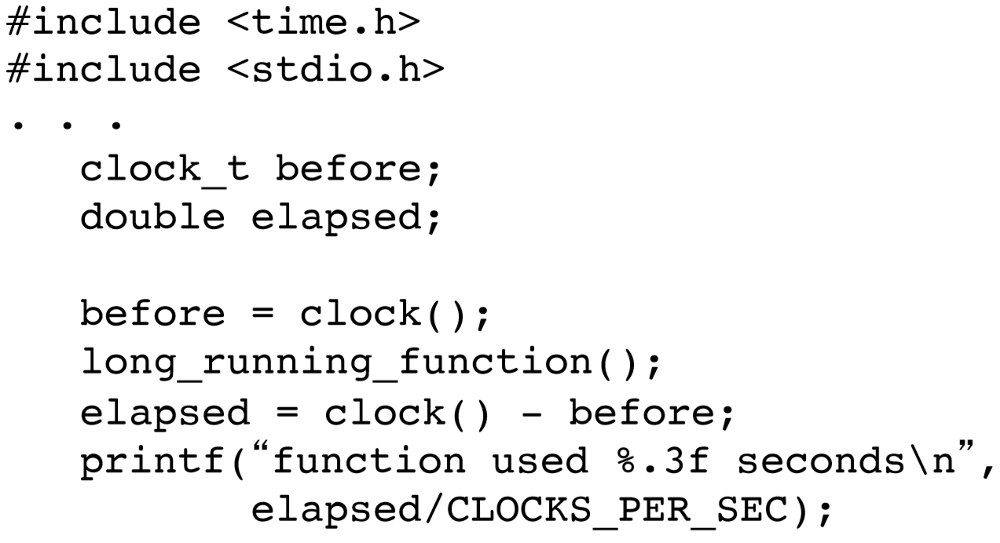 #include <time.h>
#include <stdio.h>
. . .
   clock_t before;
   double elapsed;

   before = clock();
   long_running_function();
   elapsed = clock() – before;
   printf(“function used %.3f seconds\n”,
          elapsed/CLOCKS_PER_SEC);